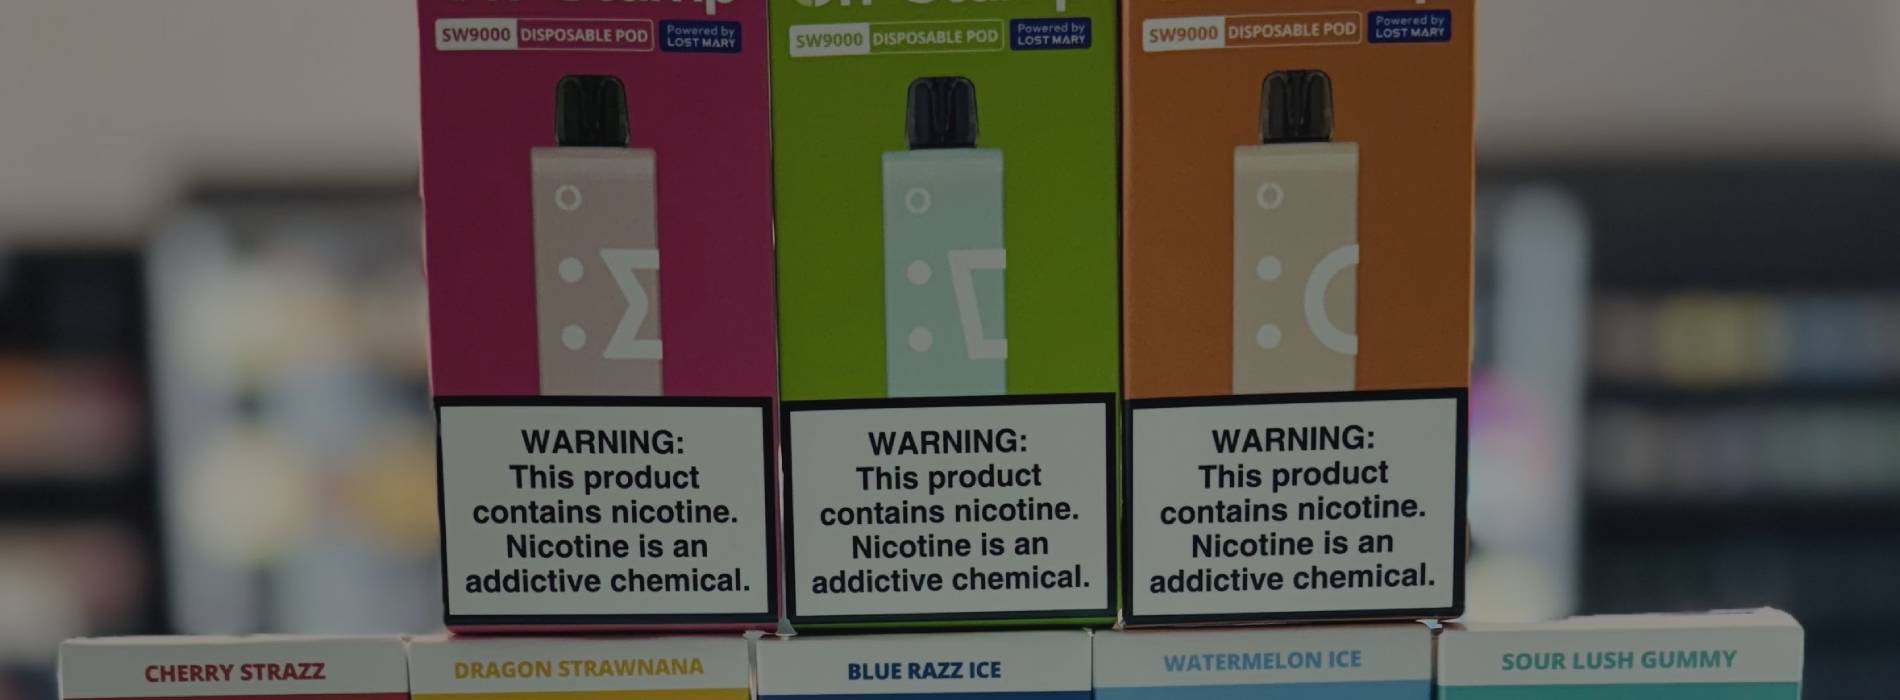 SW9000 DISPOSABLE POD Powered by
LOST MARY
WARNING:
This product
contains nicotine.
Nicotine is an
addictive chemical.
SW9000 DISPOSABLE POD Powered by
LOST MARY
WARNING:
This product
contains nicotine.
Nicotine is an
addictive chemical.
SW9000 DISPOSABLE POD Powered by
LOST MARY
WARNING:
This product
contains nicotine.
Nicotine is an
addictive chemical.
CHERRY STRAZZ
DRAGON STRAWNANA
BLUE RAZZ ICE
WATERMELON ICE
SOUR LUSH GUMMY